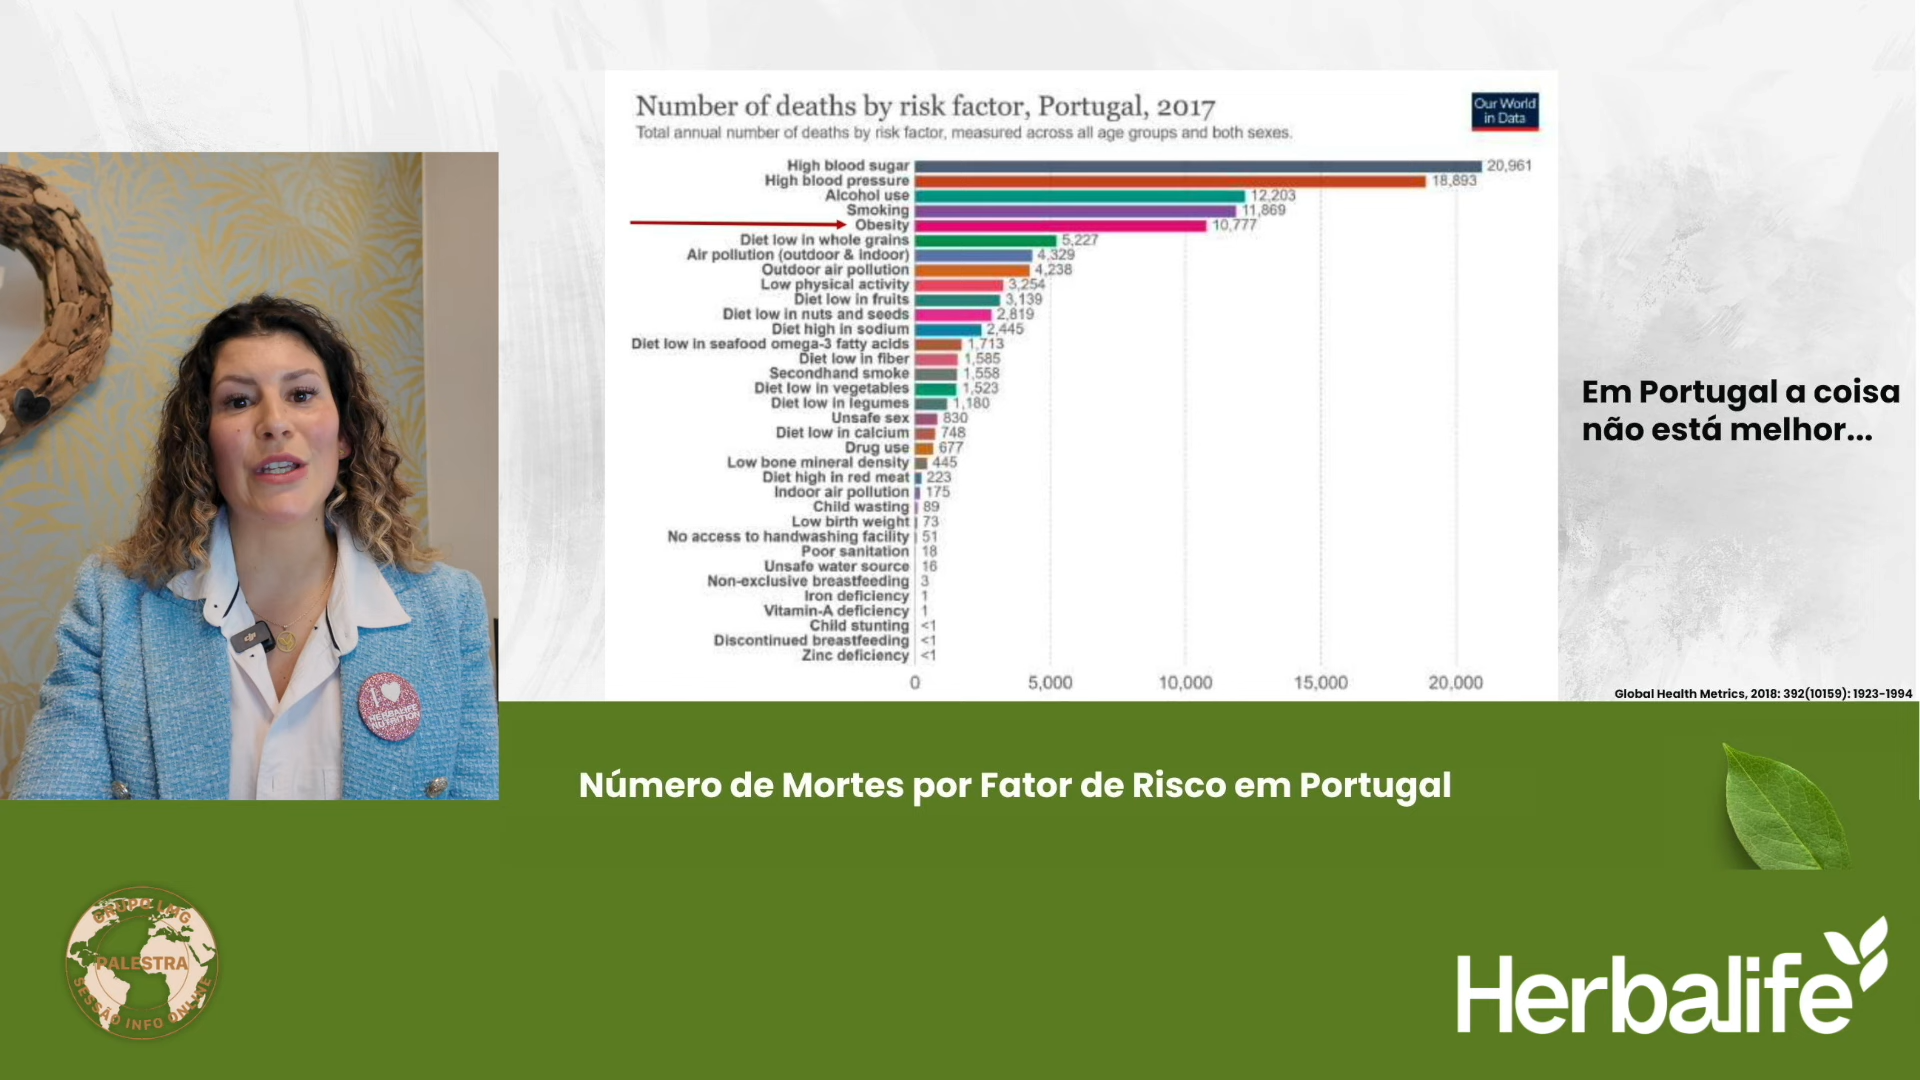 Number of deaths by risk factor, Portugal, 2017
Total annual number of deaths by risk factor, measured across all age groups and both sexes.
Our World
in Data
High blood sugar 20,961
High blood pressure 18,893
Alcohol use 12,203
Smoking 11,869
Obesity 10,777
Diet low in whole grains 5,227
Air pollution (outdoor & indoor) 4,329
Outdoor air pollution 4,238
Low physical activity 3,254
Diet low in fruits 3,139
Diet low in nuts and seeds 2,819
Diet high in sodium 2,445
Diet low in seafood omega-3 fatty acids 1,713
Diet low in fiber 1,585
Secondhand smoke 1,558
Diet low in vegetables 1,523
Diet low in legumes 1,180
Unsafe sex 830
Diet low in calcium 748
Drug use 677
Low bone mineral density 445
Diet high in red meat 223
Indoor air pollution 175
Child wasting 89
Low birth weight 73
No access to handwashing facility 51
Poor sanitation 18
Unsafe water source 16
Non-exclusive breastfeeding 3
Iron deficiency 1
Vitamin-A deficiency 1
Child stunting <1
Discontinued breastfeeding <1
Zinc deficiency <1
0 5,000 10,000 15,000 20,000
Em Portugal a coisa
não está melhor...
Global Health Metrics, 2018: 392(10159): 1923-1994
I
HERBALIFE
NUTRITION
Número de Mortes por Fator de Risco em Portugal
GRUPO LMG
PALESTRA
SESSÃO INFO ONLINE
Herbalife